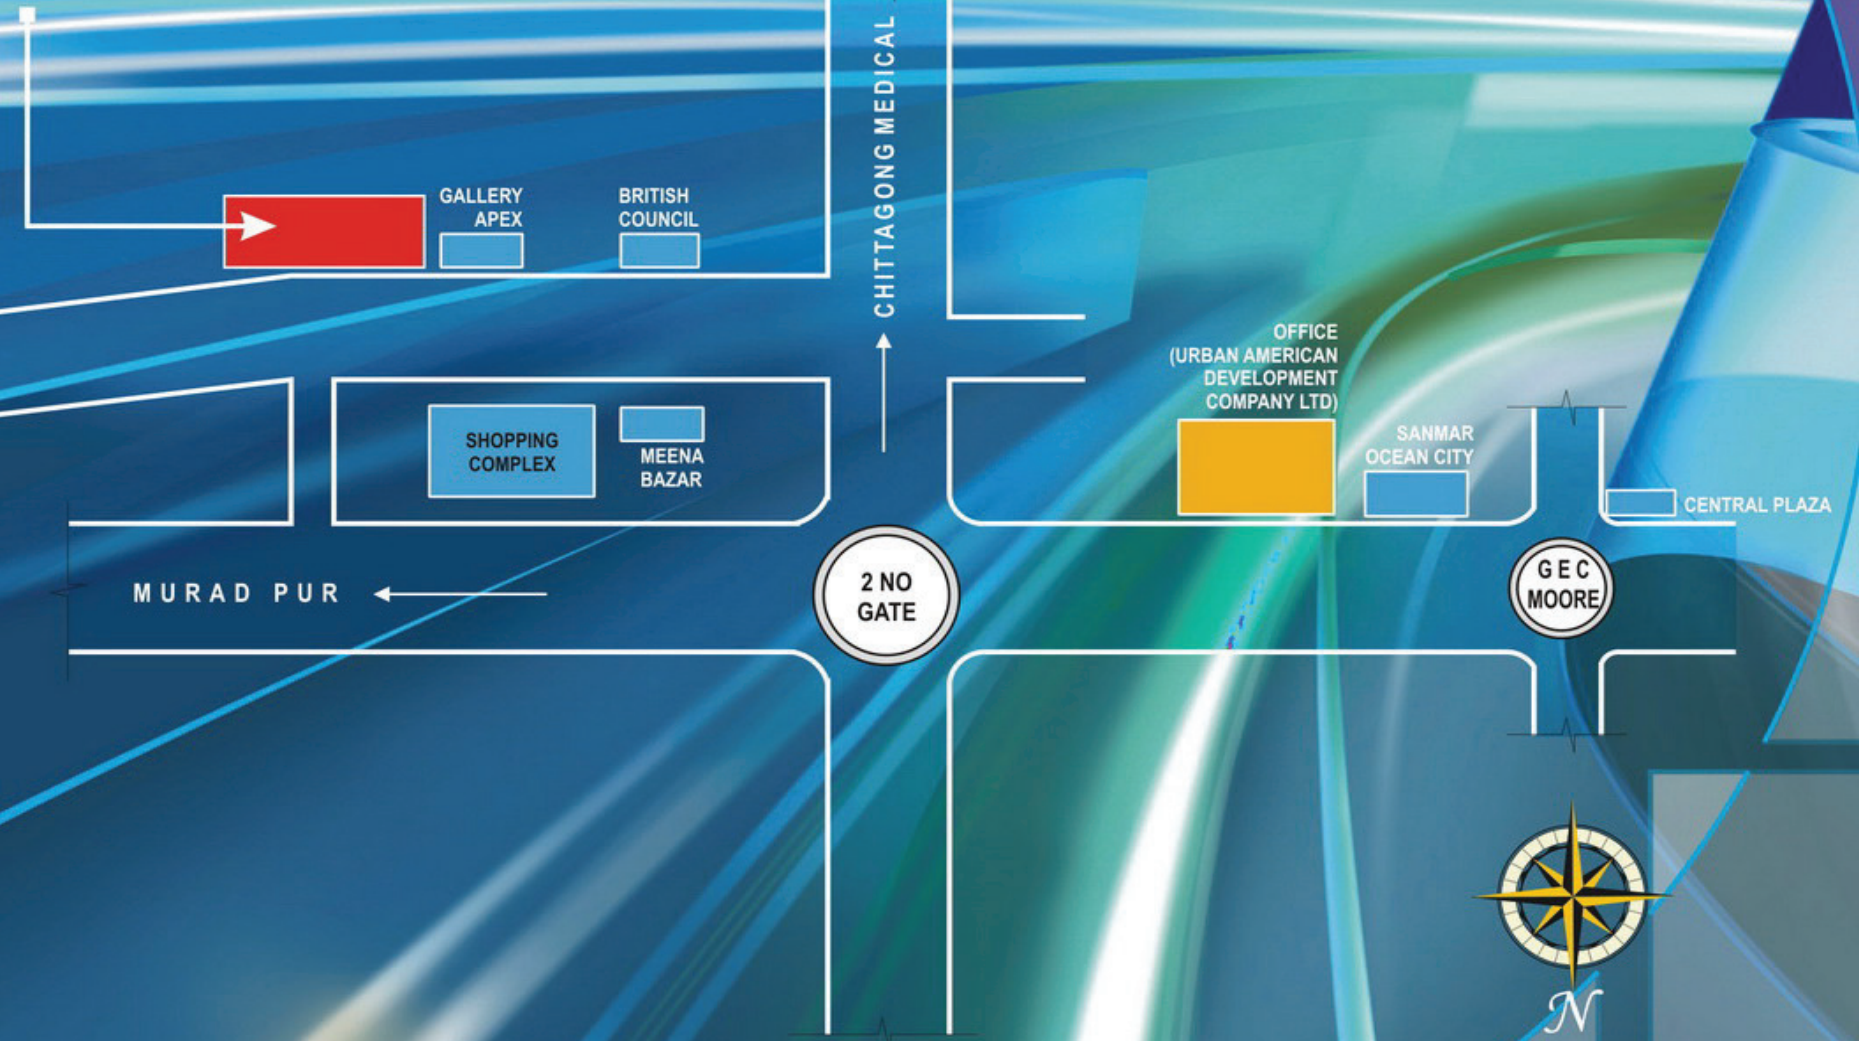 CHITTAGONG MEDICAL
GALLERY
APEX
BRITISH
COUNCIL
OFFICE
(URBAN AMERICAN
DEVELOPMENT
COMPANY LTD)
SHOPPING
COMPLEX
MEENA
BAZAR
SANMAR
OCEAN CITY
CENTRAL PLAZA
MURAD PUR
2 NO
GATE
GEC
MOORE
N